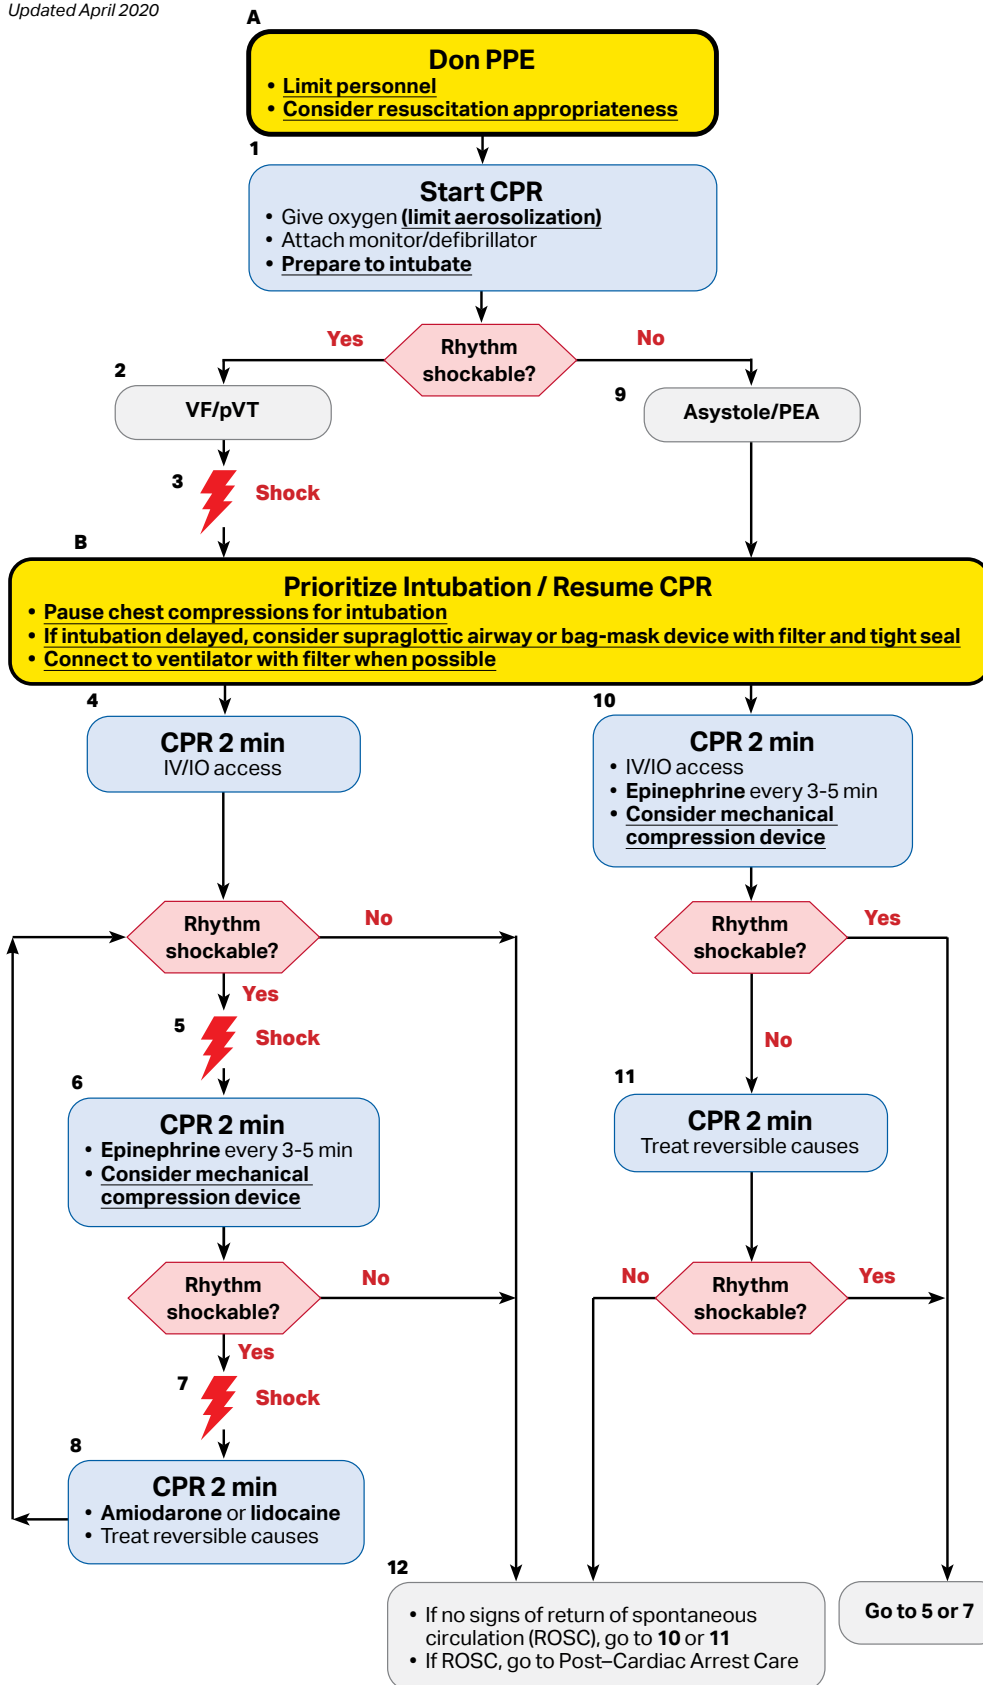 Updated April 2020
A
Don PPE
• Limit personnel
• Consider resuscitation appropriateness
1
Start CPR
• Give oxygen (limit aerosolization)
• Attach monitor/defibrillator
• Prepare to intubate
Rhythm
shockable?
Yes
No
2
VF/pVT
9
Asystole/PEA
3
Shock
B
Prioritize Intubation / Resume CPR
• Pause chest compressions for intubation
• If intubation delayed, consider supraglottic airway or bag-mask device with filter and tight seal
• Connect to ventilator with filter when possible
4
CPR 2 min
IV/IO access
10
CPR 2 min
• IV/IO access
• Epinephrine every 3-5 min
• Consider mechanical
compression device
Rhythm
shockable?
No
Yes
Rhythm
shockable?
Yes
No
5
Shock
6
CPR 2 min
• Epinephrine every 3-5 min
• Consider mechanical
compression device
11
CPR 2 min
Treat reversible causes
Rhythm
shockable?
No
Yes
Rhythm
shockable?
No
Yes
7
Shock
8
CPR 2 min
• Amiodarone or lidocaine
• Treat reversible causes
12
• If no signs of return of spontaneous
circulation (ROSC), go to 10 or 11
• If ROSC, go to Post–Cardiac Arrest Care
Go to 5 or 7